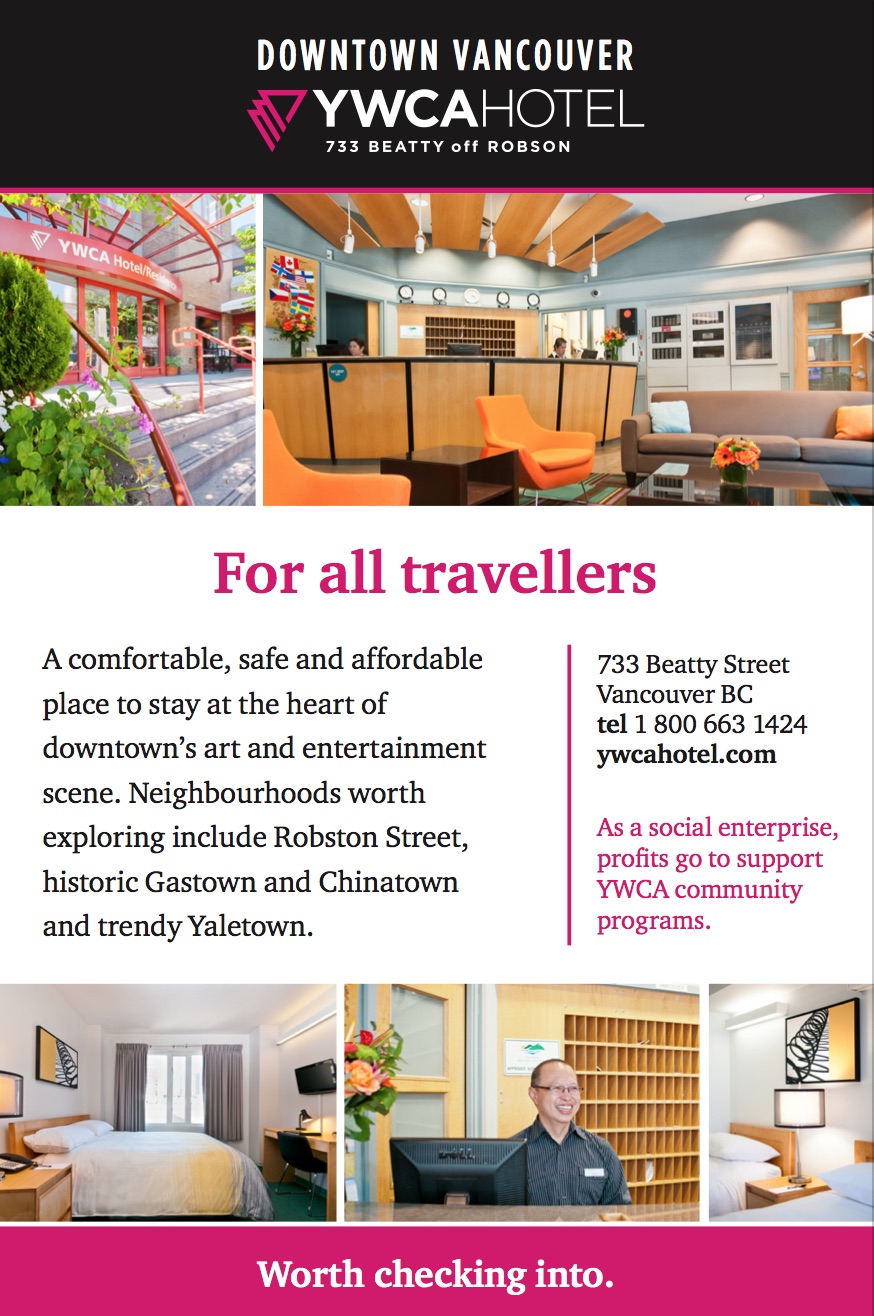 DOWNTOWN VANCOUVER
YWCAHOTEL
733 BEATTY off ROBSON
YWCA Hotel/Residence
For all travellers
A comfortable, safe and affordable
place to stay at the heart of
downtown’s art and entertainment
scene. Neighbourhoods worth
exploring include Robston Street,
historic Gastown and Chinatown
and trendy Yaletown.
733 Beatty Street
Vancouver BC
tel 1 800 663 1424
ywcahotel.com
As a social enterprise,
profits go to support
YWCA community
programs.
DELL
Worth checking into.